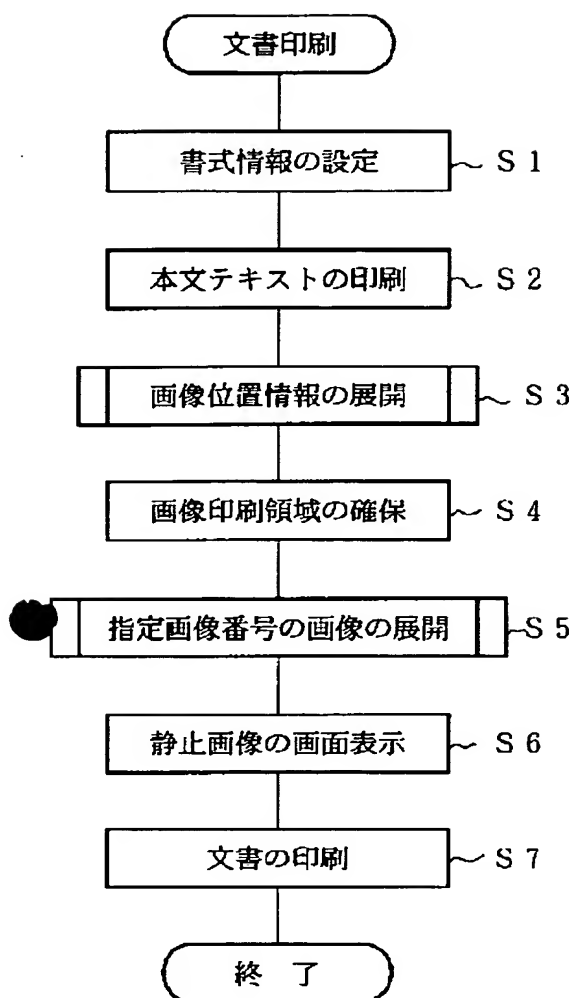 文書印刷
書式情報の設定 S 1
本文テキストの印刷 S 2
画像位置情報の展開 S 3
画像印刷領域の確保 S 4
指定画像番号の画像の展開 S 5
静止画像の画面表示 S 6
文書の印刷 S 7
終 了